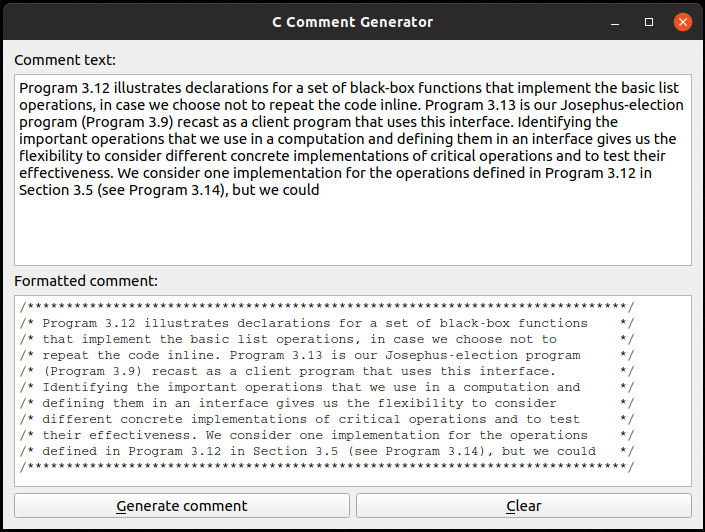 C Comment Generator
Comment text:
Program 3.12 illustrates declarations for a set of black-box functions that implement the basic list
operations, in case we choose not to repeat the code inline. Program 3.13 is our Josephus-election
program (Program 3.9) recast as a client program that uses this interface. Identifying the
important operations that we use in a computation and defining them in an interface gives us the
flexibility to consider different concrete implementations of critical operations and to test their
effectiveness. We consider one implementation for the operations defined in Program 3.12 in
Section 3.5 (see Program 3.14), but we could
Formatted comment:
/*****************************************************************************/
/* Program 3.12 illustrates declarations for a set of black-box functions    */
/* that implement the basic list operations, in case we choose not to        */
/* repeat the code inline. Program 3.13 is our Josephus-election program     */
/* (Program 3.9) recast as a client program that uses this interface.        */
/* Identifying the important operations that we use in a computation and     */
/* defining them in an interface gives us the flexibility to consider        */
/* different concrete implementations of critical operations and to test     */
/* their effectiveness. We consider one implementation for the operations    */
/* defined in Program 3.12 in Section 3.5 (see Program 3.14), but we could   */
/*****************************************************************************/
Generate comment
Clear